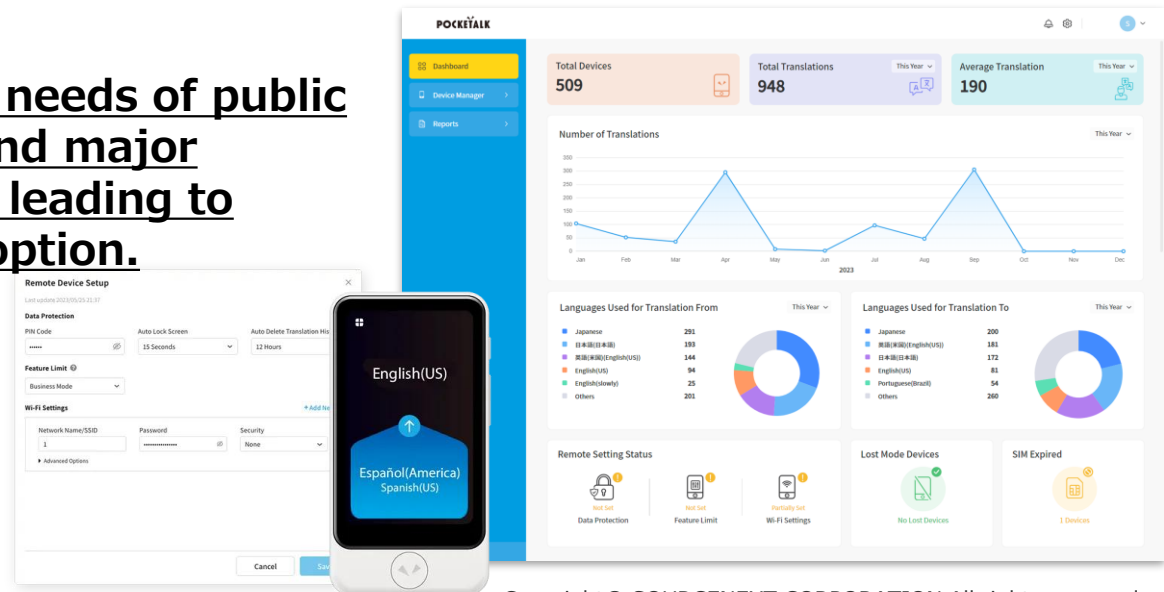 needs of public
nd major
leading to
option.
POCKETALK
S
Dashboard
Device Manager
Reports
Total Devices
509
Total Translations
This Year
948
Average Translation
This Year
190
Number of Translations
This Year
350
300
250
200
150
100
50
0
Jan Feb Mar Apr May Jun Jul Aug Sep Oct Nov Dec
2023
Languages Used for Translation From
This Year
Japanese 291
日本語(日本語) 193
英語(米国)(English(US)) 144
English(US) 94
English(slowly) 25
Others 201
Languages Used for Translation To
This Year
Japanese 200
英語(米国)(English(US)) 181
日本語(日本語) 172
English(US) 81
Portuguese(Brazil) 54
Others 260
Remote Setting Status
Not Set
Data Protection
Not Set
Feature Limit
Partially Set
Wi-Fi Settings
Lost Mode Devices
No Lost Devices
SIM Expired
1 Devices
Remote Device Setup
Last update 2023/05/25 21:37
Data Protection
PIN Code
Auto Lock Screen
15 Seconds
Auto Delete Translation His
12 Hours
Feature Limit
Business Mode
Wi-Fi Settings
+ Add Ne
Network Name/SSID
1
Password
Security
None
Advanced Options
Cancel
Sav
English(US)
Español(America)
Spanish(US)